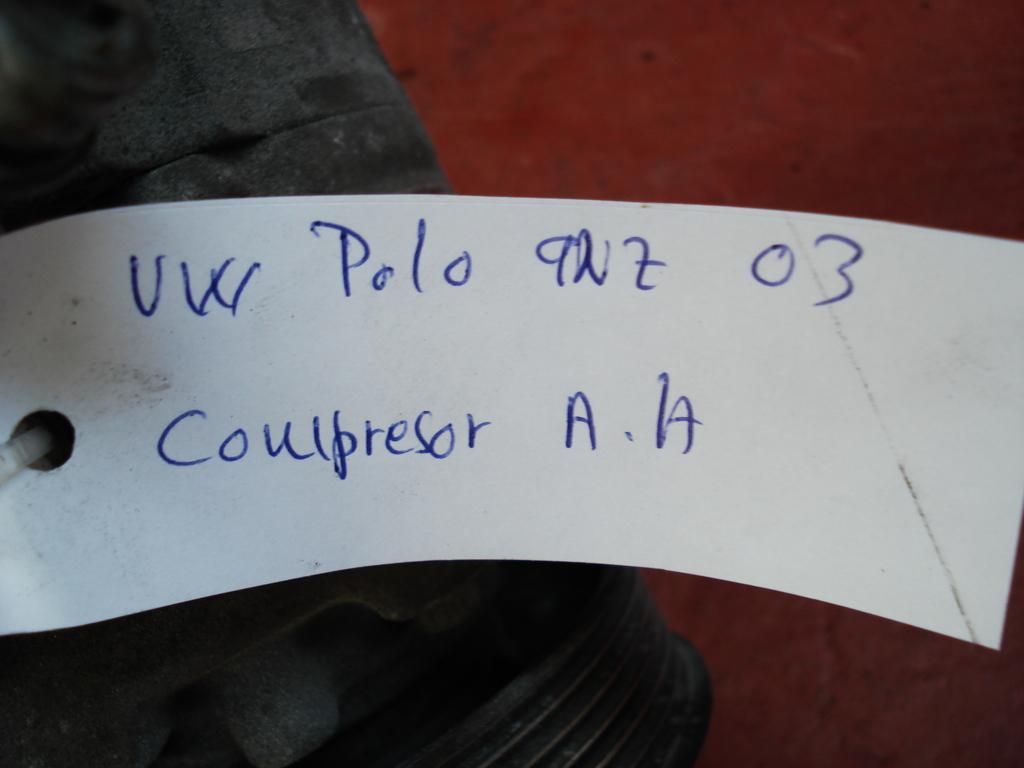 VW Polo 9NZ 03
Compresor A.A